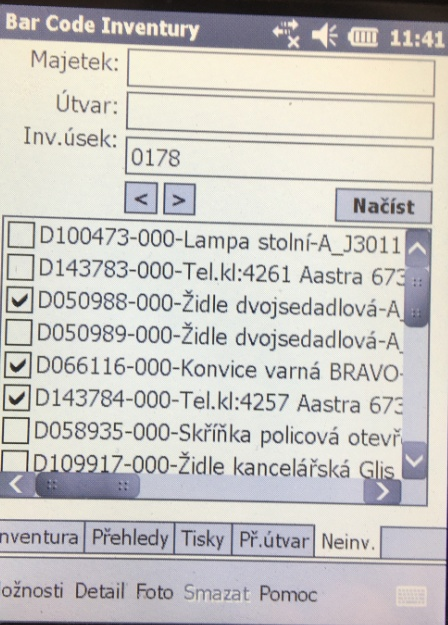 Bar Code Inventury 11:41
Majetek:
Útvar:
Inv.úsek:
0178
< > Načíst
D100473-000-Lampa stolní-A_J3011
D143783-000-Tel.kl:4261 Aastra 673
D050988-000-Židle dvojsedadlová-A_
D050989-000-Židle dvojsedadlová-A_
D066116-000-Konvice varná BRAVO-
D143784-000-Tel.kl:4257 Aastra 673
D058935-000-Skříňka policová otevř
D109917-000-Židle kancelářská Glis
nventura Přehledy Tisky Př.útvar Neinv.
ožnosti Detail Foto Smazat Pomoc